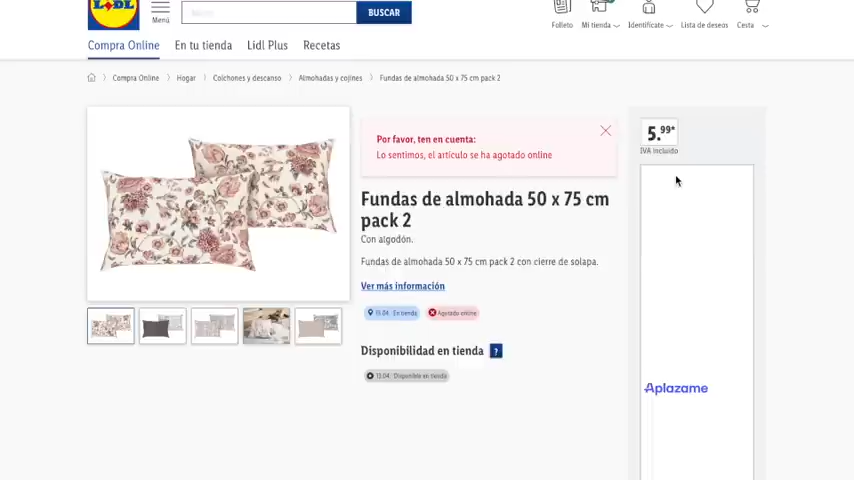 LiDL
Menú
BUSCAR
Folleto
Mi tienda
Identifícate
Lista de deseos
Cesta
Compra Online
En tu tienda
Lidl Plus
Recetas
Compra Online
Hogar
Colchones y descanso
Almohadas y cojines
Fundas de almohada 50 x 75 cm pack 2
Por favor, ten en cuenta:
Lo sentimos, el artículo se ha agotado online
5.99*
IVA incluido
Fundas de almohada 50 x 75 cm
pack 2
Con algodón.
Fundas de almohada 50 x 75 cm pack 2 con cierre de solapa.
Ver más información
15.04 En tienda
Agotado online
Disponibilidad en tienda ?
15.04 Disponible en tienda
Aplazame